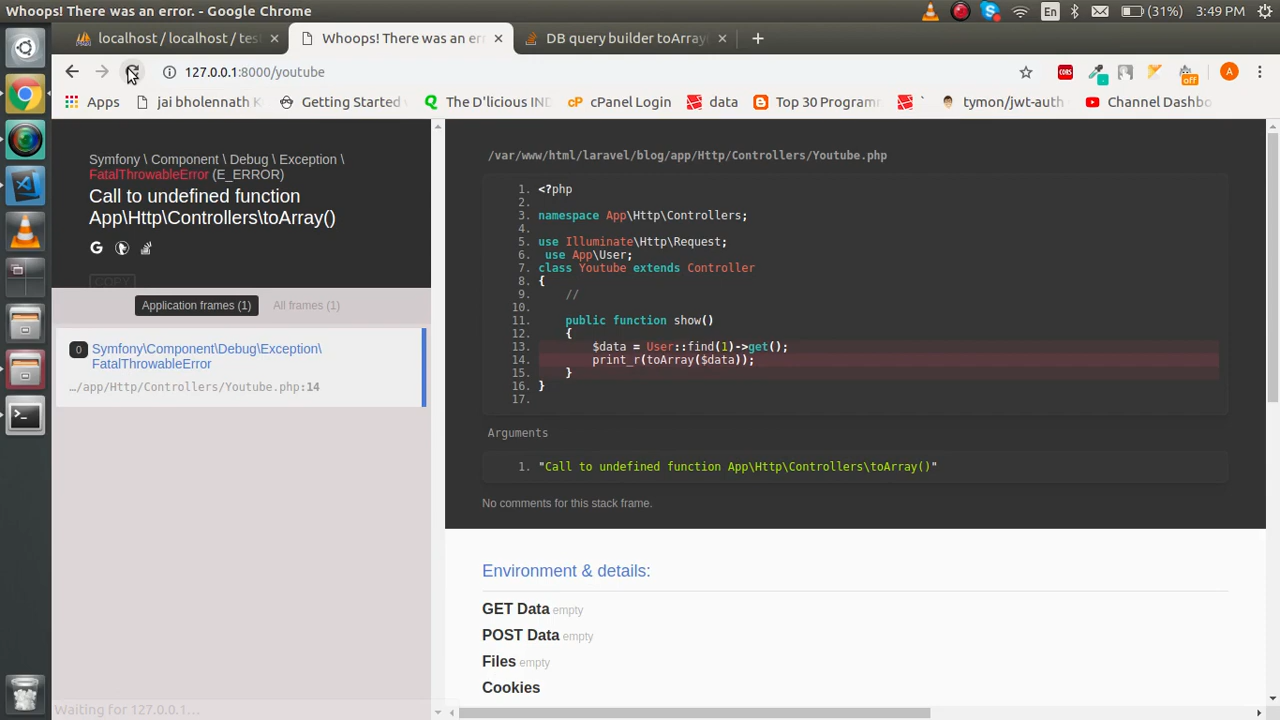 Whoops! There was an error. - Google Chrome
En
(31%)
3:49 PM
localhost / localhost / tes
Whoops! There was an er
DB query builder toArray
127.0.0.1:8000/youtube
CORS
off
A
Apps
jai bholennath K
Getting Started
The D'licious IND
cPanel Login
data
Top 30 Program
tymon/jwt-auth
Channel Dashbo
Symfony \ Component \ Debug \ Exception \
FatalThrowableError (E_ERROR)
Call to undefined function
App\Http\Controllers\toArray()
COPY
Application frames (1)
All frames (1)
0
Symfony\Component\Debug\Exception\
FatalThrowableError
…/app/Http/Controllers/Youtube.php:14
Waiting for 127.0.0.1...
/var/www/html/laravel/blog/app/Http/Controllers/Youtube.php
1. <?php
2.
3. namespace App\Http\Controllers;
4.
5. use Illuminate\Http\Request;
6. use App\User;
7. class Youtube extends Controller
8. {
9. //
10.
11. public function show()
12. {
13. $data = User::find(1)->get();
14. print_r(toArray($data));
15. }
16. }
17.
Arguments
1. "Call to undefined function App\Http\Controllers\toArray()"
No comments for this stack frame.
Environment & details:
GET Data empty
POST Data empty
Files empty
Cookies